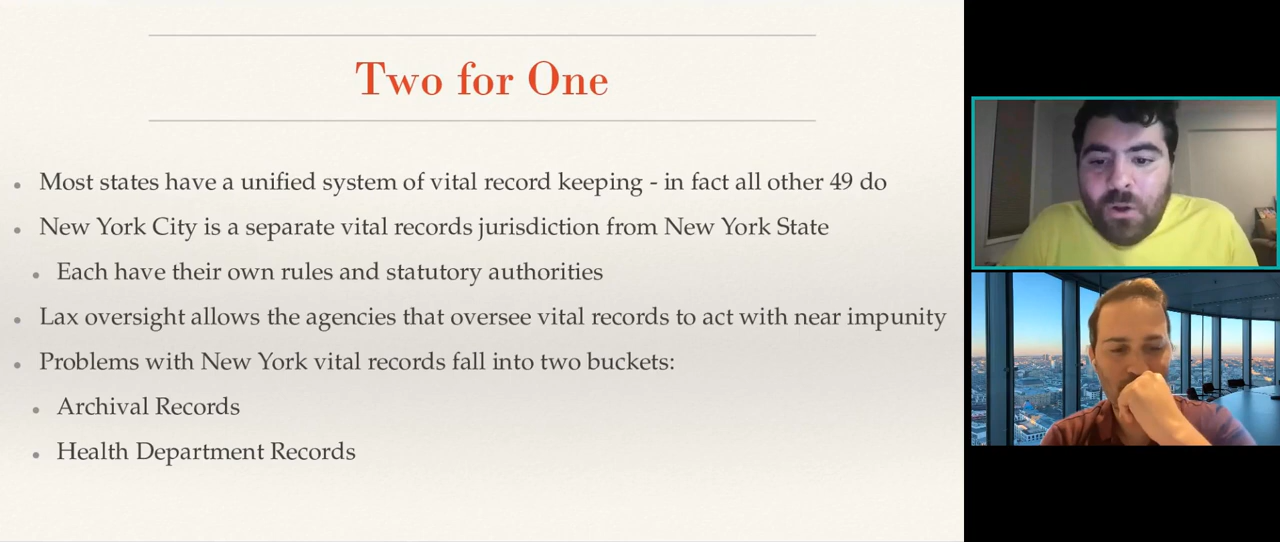 Two for One
Most states have a unified system of vital record keeping - in fact all other 49 do
New York City is a separate vital records jurisdiction from New York State
Each have their own rules and statutory authorities
Lax oversight allows the agencies that oversee vital records to act with near impunity
Problems with New York vital records fall into two buckets:
Archival Records
Health Department Records